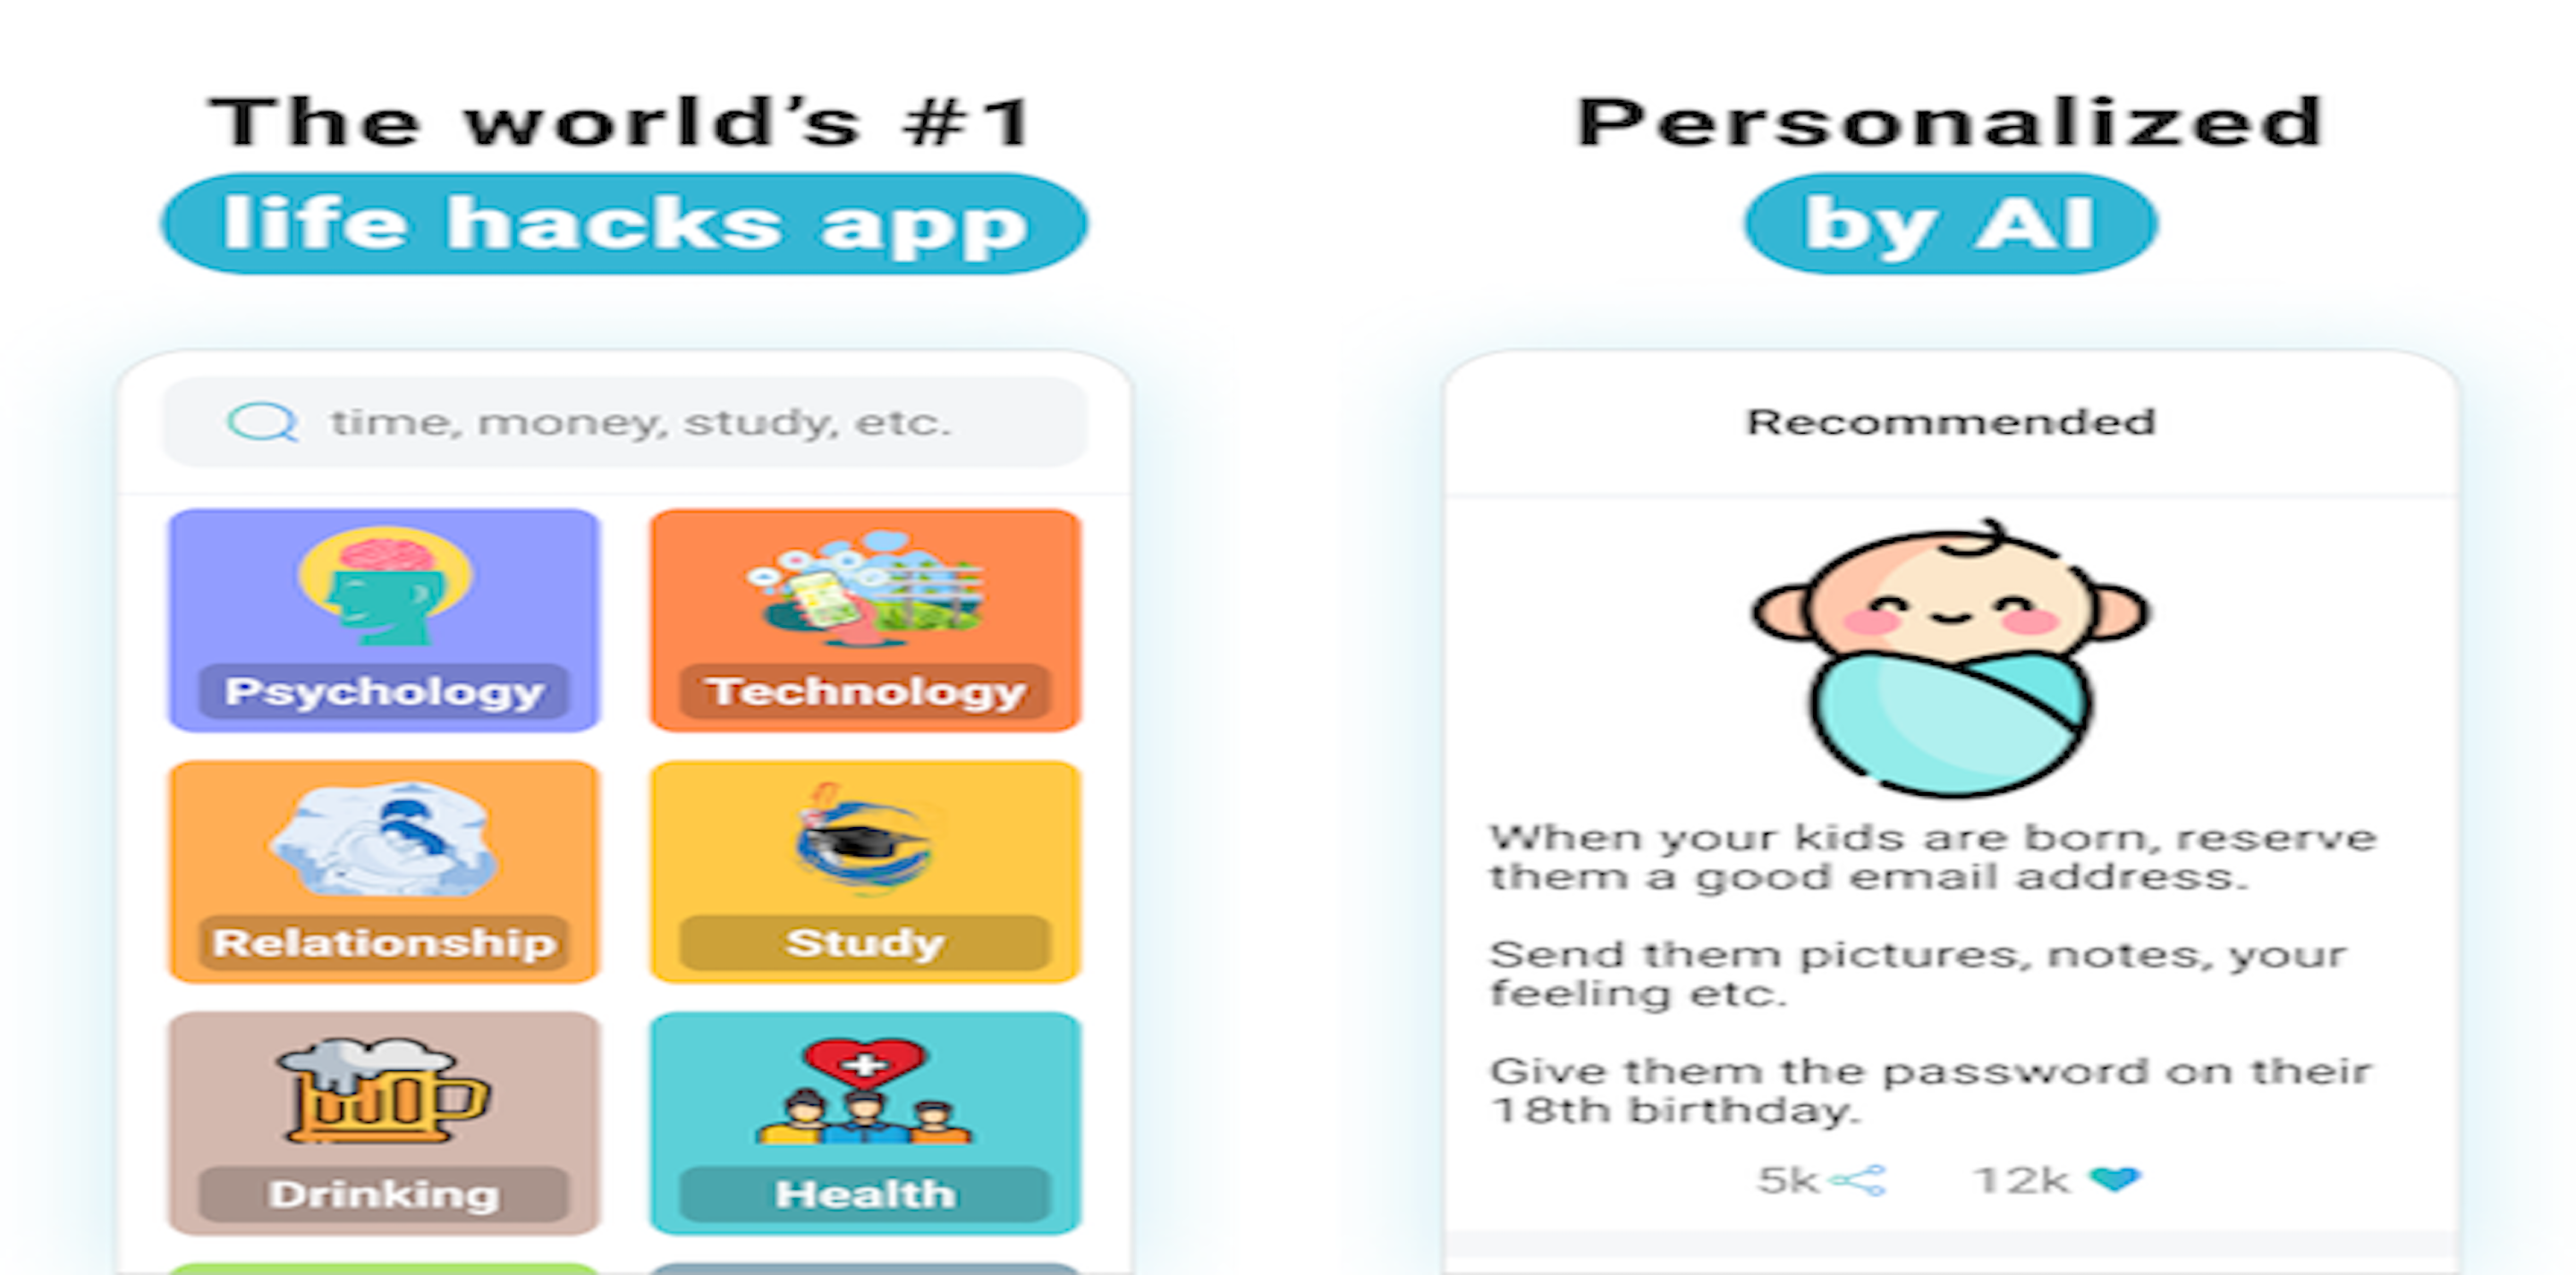 The world's #1
life hacks app
time, money, study, etc.
Psychology
Technology
Relationship
Study
Drinking
Health
Personalized
by AI
Recommended
When your kids are born, reserve
them a good email address.
Send them pictures, notes, your
feeling etc.
Give them the password on their
18th birthday.
5k 12k